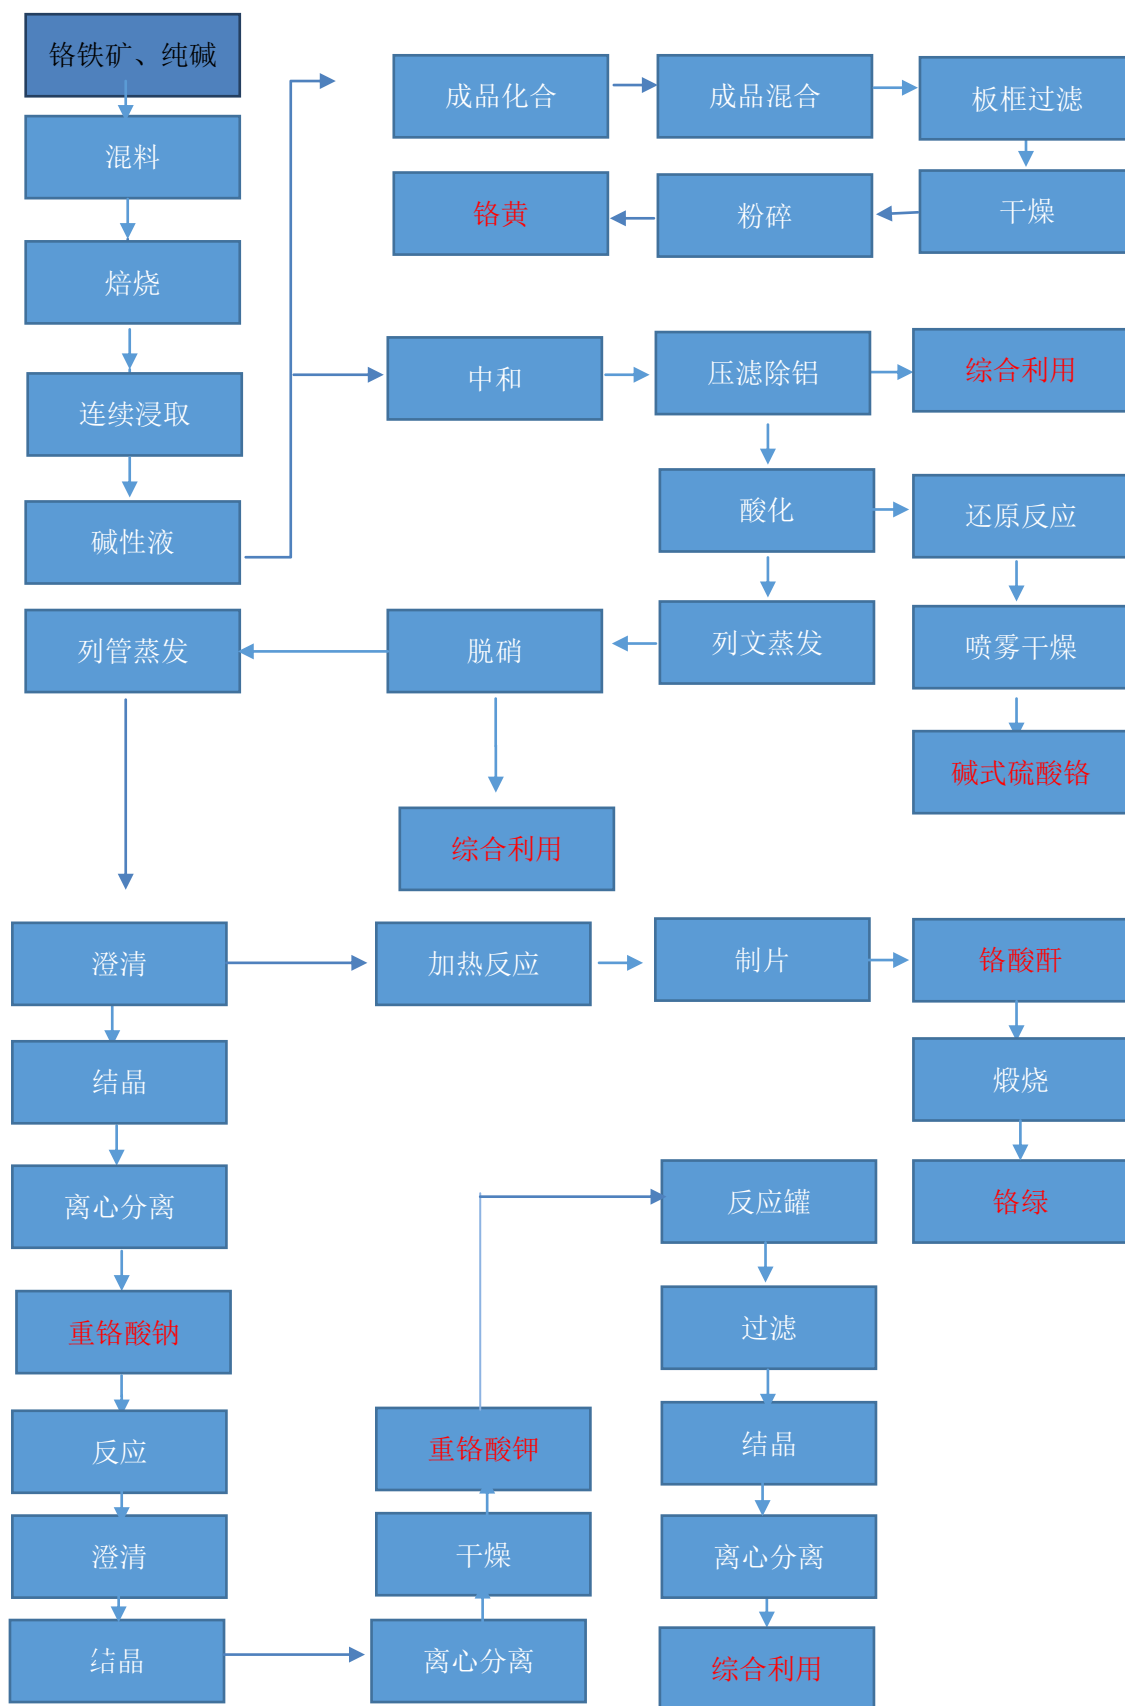 铬铁矿、纯碱
混料
焙烧
连续浸取
碱性液
成品化合
成品混合
板框过滤
干燥
粉碎
铬黄
中和
压滤除铝
综合利用
酸化
还原反应
喷雾干燥
碱式硫酸铬
列文蒸发
脱硝
列管蒸发
综合利用
澄清
加热反应
制片
铬酸酐
煅烧
铬绿
结晶
离心分离
重铬酸钠
反应
澄清
结晶
离心分离
干燥
重铬酸钾
反应罐
过滤
结晶
离心分离
综合利用